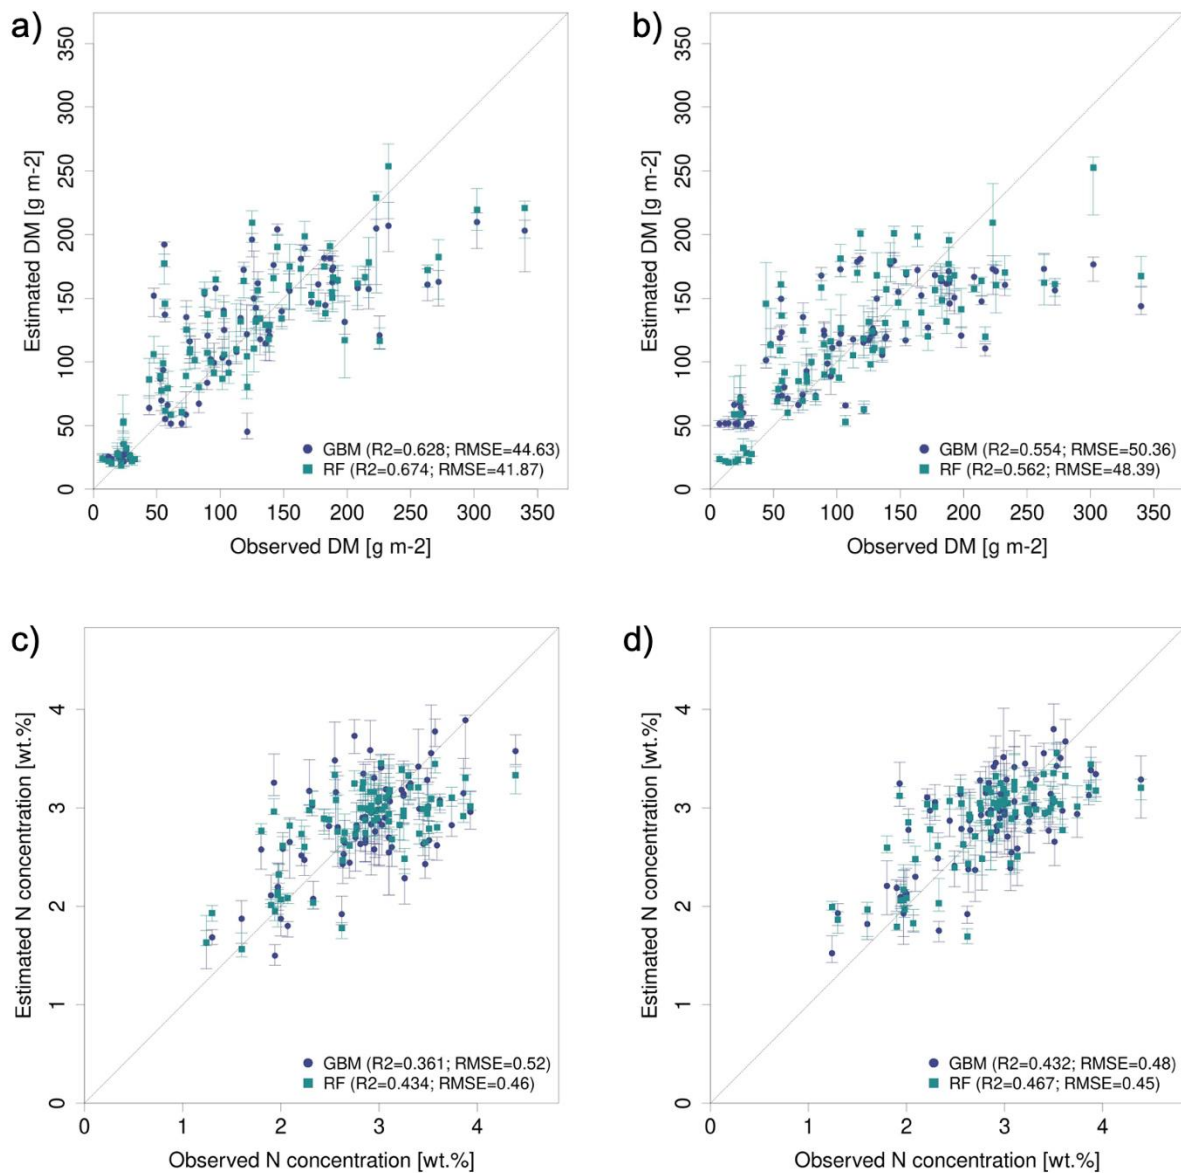 a)
350
300
250
200
150
100
50
0
Estimated DM [g m-2]
GBM (R2=0.628; RMSE=44.63)
RF (R2=0.674; RMSE=41.87)
0 50 100 150 200 250 300 350
Observed DM [g m-2]
b)
350
300
250
200
150
100
50
0
Estimated DM [g m-2]
GBM (R2=0.554; RMSE=50.36)
RF (R2=0.562; RMSE=48.39)
0 50 100 150 200 250 300 350
Observed DM [g m-2]
c)
4
3
2
1
0
Estimated N concentration [wt.%]
GBM (R2=0.361; RMSE=0.52)
RF (R2=0.434; RMSE=0.46)
0 1 2 3 4
Observed N concentration [wt.%]
d)
4
3
2
1
0
Estimated N concentration [wt.%]
GBM (R2=0.432; RMSE=0.48)
RF (R2=0.467; RMSE=0.45)
0 1 2 3 4
Observed N concentration [wt.%]